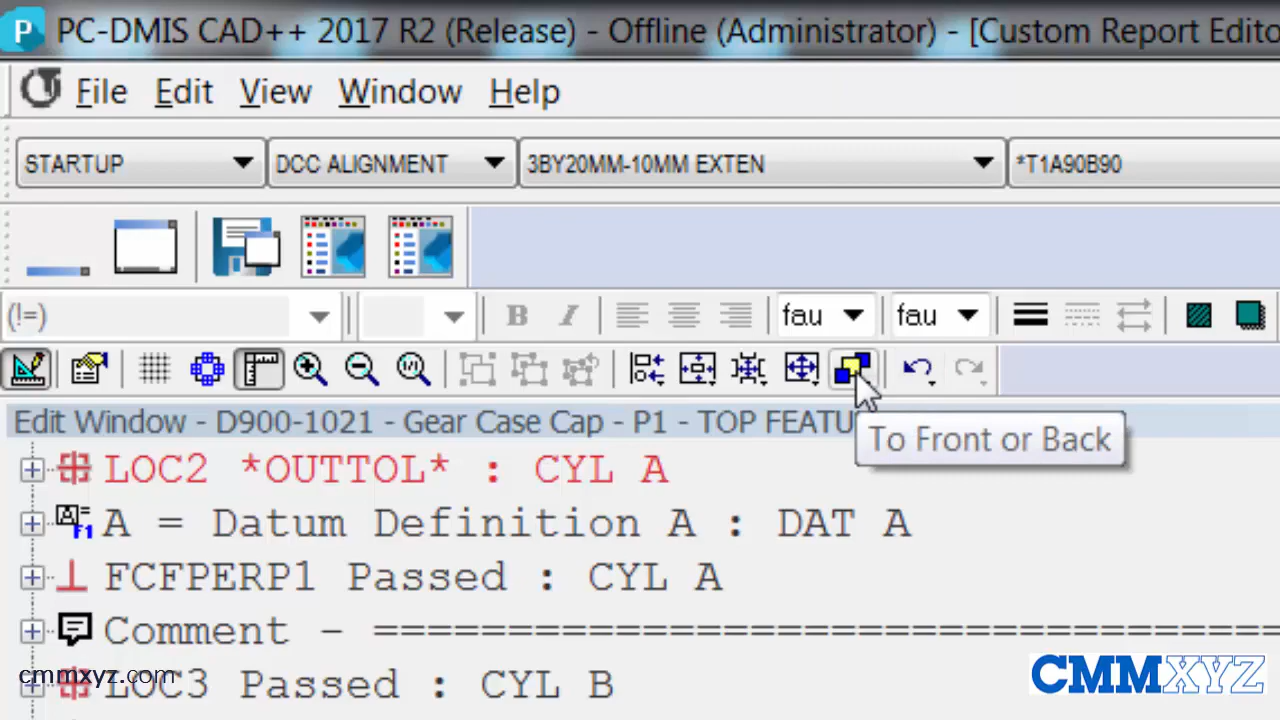 PC-DMIS CAD++ 2017 R2 (Release) - Offline (Administrator) - [Custom Report Edito
File Edit View Window Help
STARTUP DCC ALIGNMENT 3BY20MM-10MM EXTEN *T1A90B90
(!=) B I fau fau
Edit Window - D900-1021 - Gear Case Cap - P1 - TOP FEATU
To Front or Back
LOC2 *OUTTOL* : CYL A
A = Datum Definition A : DAT A
FCFPERP1 Passed : CYL A
Comment - ==================================
LOC3 Passed : CYL B
cmmxyz.com
CMMXYZ